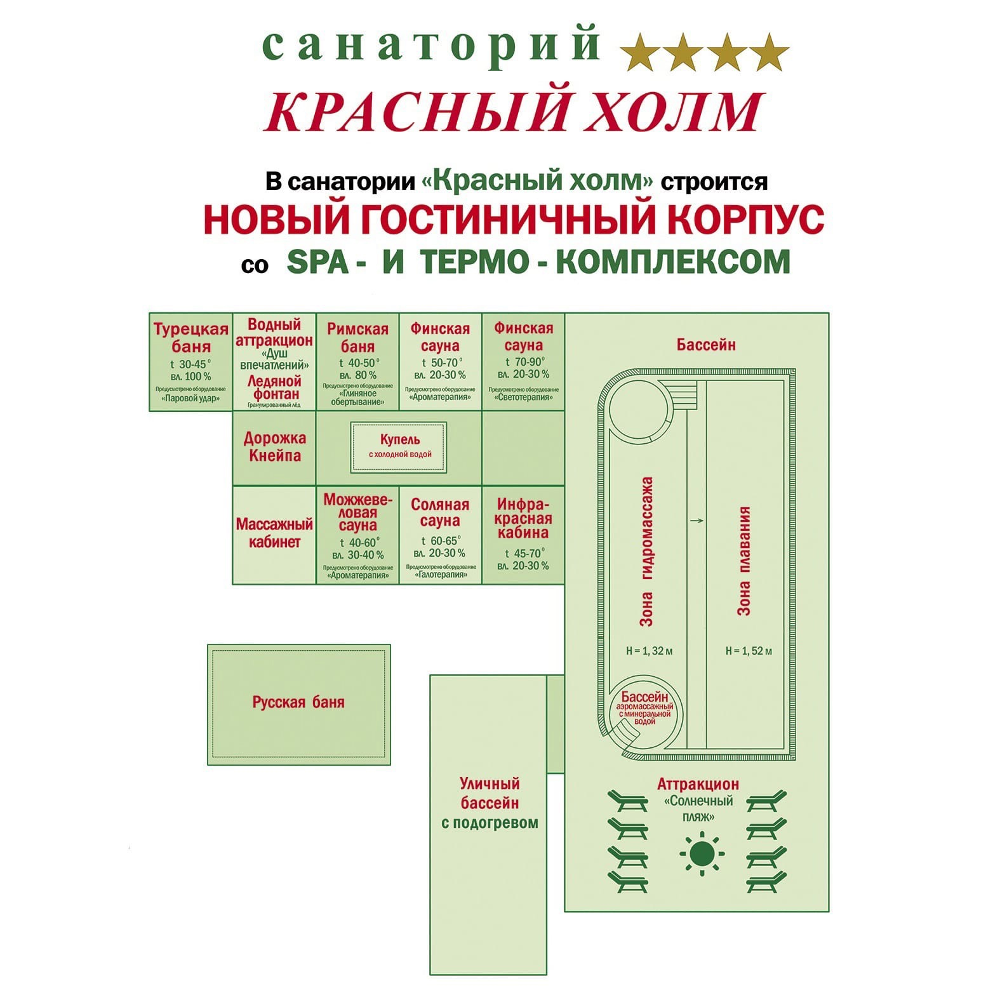 санаторий
КРАСНЫЙ ХОЛМ
В санатории «Красный холм» строится
НОВЫЙ ГОСТИНИЧНЫЙ КОРПУС
со SPA - И ТЕРМО - КОМПЛЕКСОМ
Турецкая
баня
t 30-45°
вл. 100 %
Предусмотрено оборудование
«Паровой удар»
Водный
аттракцион
«Душ
впечатлений»
Ледяной
фонтан
Гранулированный лёд
Римская
баня
t 40-50°
вл. 80 %
Предусмотрено оборудование
«Глиняное
обертывание»
Финская
сауна
t 50-70°
вл. 20-30 %
Предусмотрено оборудование
«Ароматерапия»
Финская
сауна
t 70-90°
вл. 20-30 %
Предусмотрено оборудование
«Светотерапия»
Бассейн
Дорожка
Кнейпа
Купель
с холодной водой
Массажный
кабинет
Можжеве-
ловая
сауна
t 40-60°
вл. 30-40 %
Предусмотрено оборудование
«Ароматерапия»
Соляная
сауна
t 60-65°
вл. 20-30 %
Предусмотрено оборудование
«Галотерапия»
Инфра-
красная
кабина
t 45-70°
вл. 20-30 %
Зона гидромассажа
Зона плавания
H = 1, 32 м
H = 1, 52 м
Бассейн
аэромассажный
с минеральной
водой
Русская баня
Уличный
бассейн
с подогревом
Аттракцион
«Солнечный
пляж»